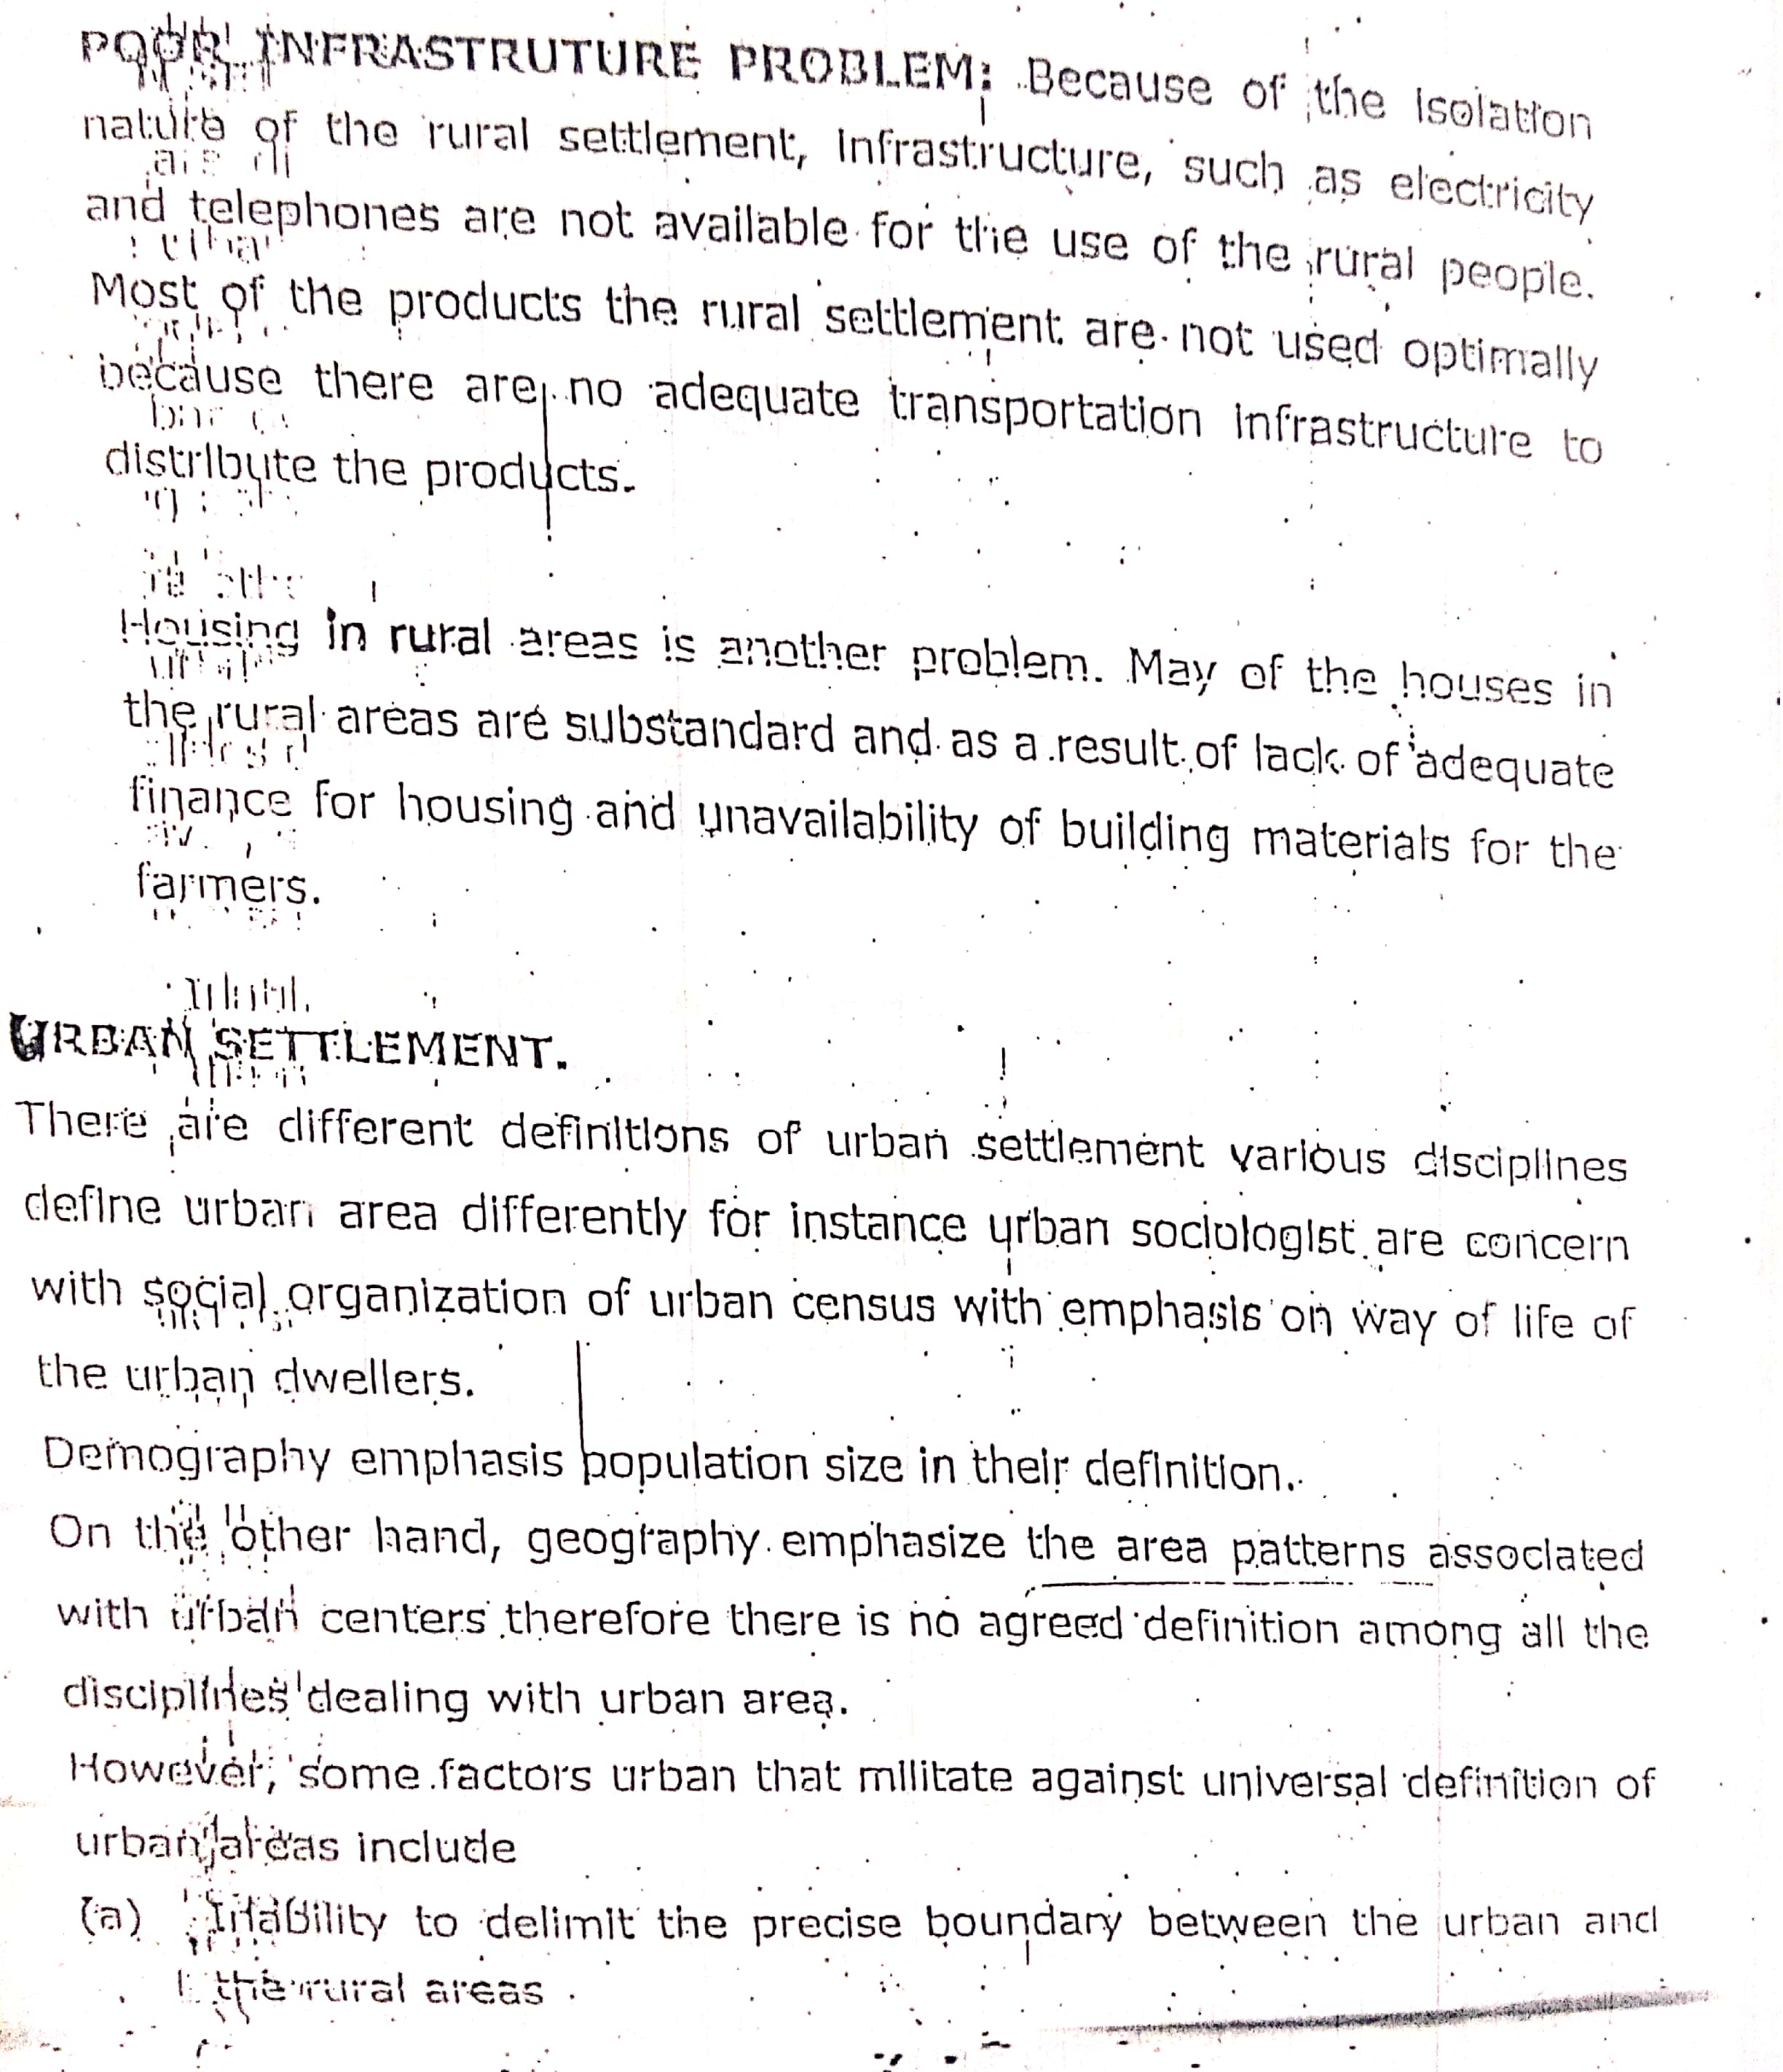 POOR INFRASTRUTURE PROBLEM: Because of the Isolation
nature of the rural settlement, Infrastructure, such as electricity
and telephones are not available for the use of the rural people.
Most of the products the rural settlement are not used optimally
because there are no adequate transportation Infrastructure to
distribute the products.
Housing in rural areas is another problem. May of the houses in
the rural areas are substandard and as a result of lack of adequate
finance for housing and unavailability of building materials for the
farmers.
URBAN SETTLEMENT.
There are different definitions of urban settlement various disciplines
define urban area differently for instance urban sociologist are concern
with social organization of urban census with emphasis on way of life of
the urban dwellers.
Demography emphasis population size in their definition.
On the other hand, geography emphasize the area patterns associated
with urban centers therefore there is no agreed definition among all the
disciplines dealing with urban area.
However, some factors urban that militate against universal definition of
urban areas include
(a) Inability to delimit the precise boundary between the urban and
the rural areas